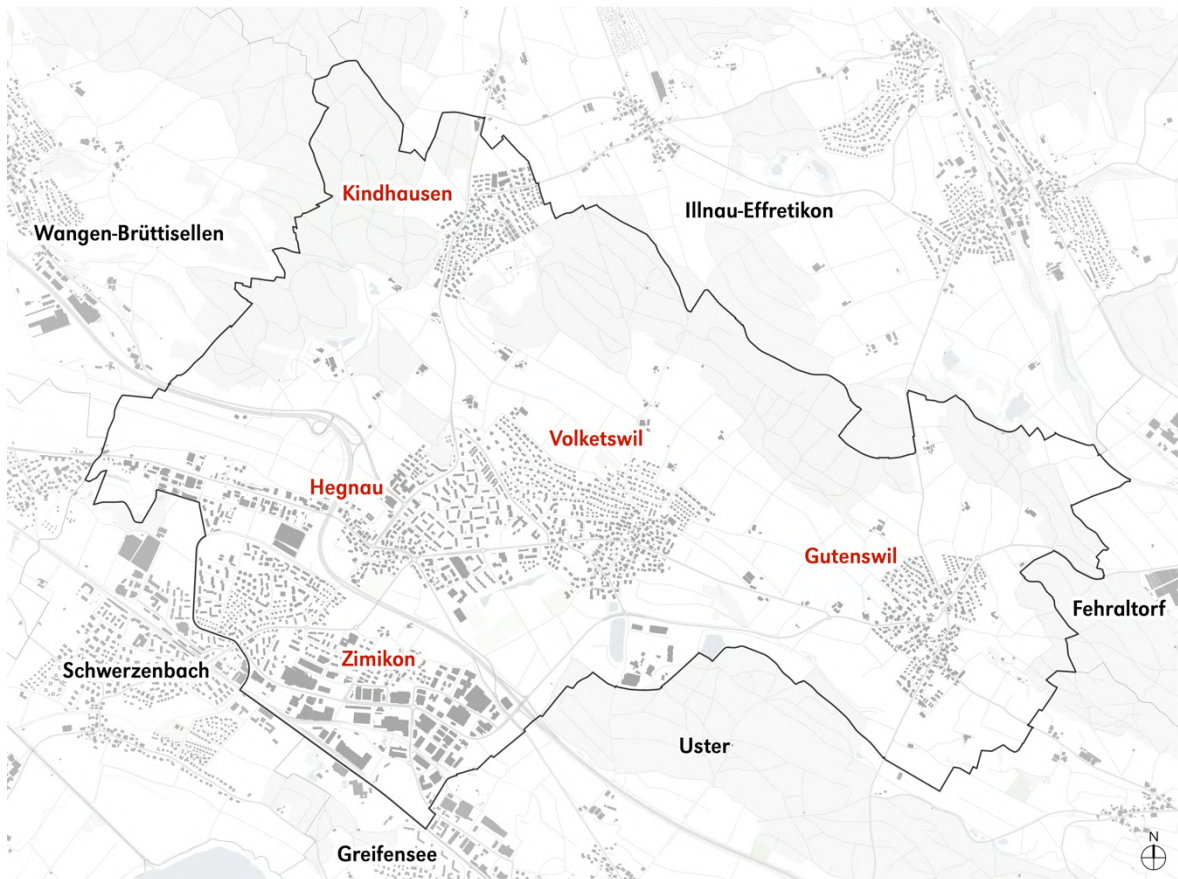 Kindhausen
Illnau-Effretikon
Wangen-Brüttisellen
Volketswil
Hegnau
Gutenswil
Fehraltorf
Zimikon
Schwerzenbach
Uster
N
Greifensee